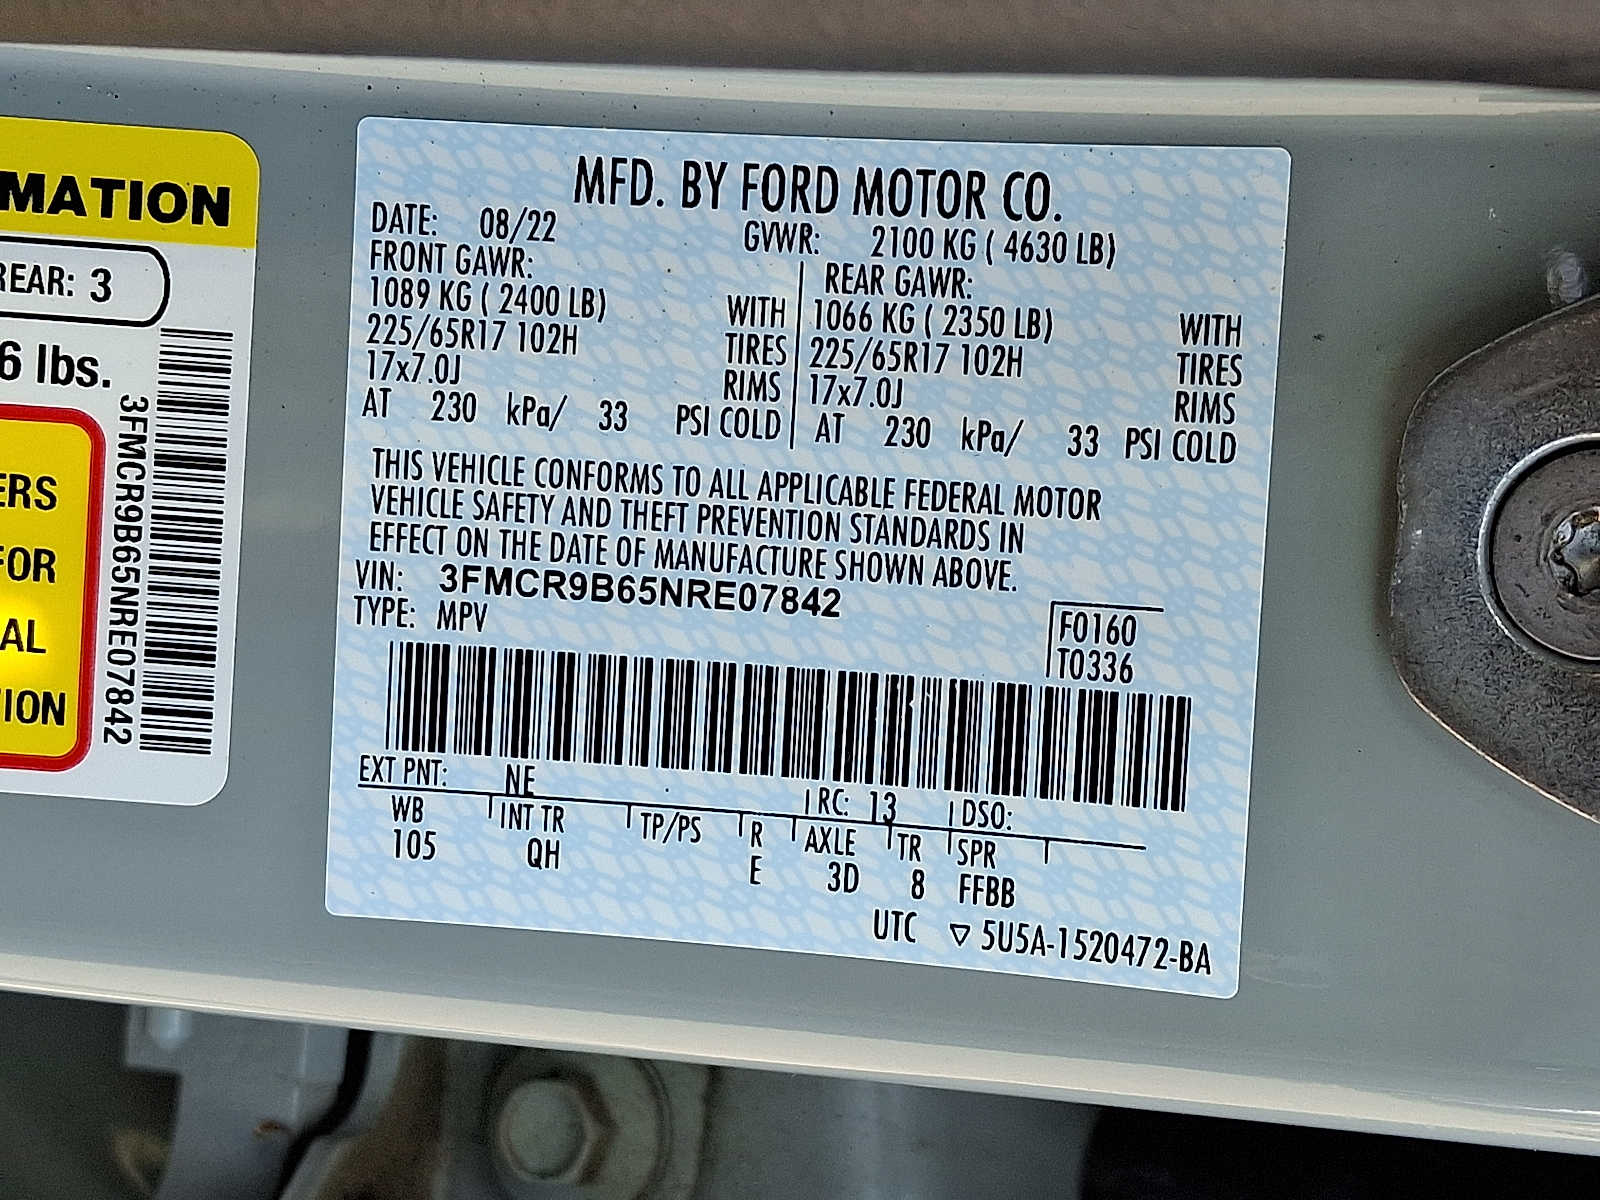 MATION
REAR: 3
6 lbs.
ERS
FOR
AL
TION
3FMCR9B65NRE07842
MFD. BY FORD MOTOR CO.
DATE: 08/22 GVWR: 2100 KG ( 4630 LB)
FRONT GAWR: REAR GAWR:
1089 KG ( 2400 LB) WITH 1066 KG ( 2350 LB) WITH
225/65R17 102H TIRES 225/65R17 102H TIRES
17x7.0J RIMS 17x7.0J RIMS
AT 230 kPa/ 33 PSI COLD AT 230 kPa/ 33 PSI COLD
THIS VEHICLE CONFORMS TO ALL APPLICABLE FEDERAL MOTOR
VEHICLE SAFETY AND THEFT PREVENTION STANDARDS IN
EFFECT ON THE DATE OF MANUFACTURE SHOWN ABOVE.
VIN: 3FMCR9B65NRE07842
TYPE: MPV
F0160
T0336
EXT PNT: NE RC: 13 DSO:
WB INT TR TP/PS R AXLE TR SPR
105 QH E 3D 8 FFBB
UTC ▽ 5U5A-1520472-BA